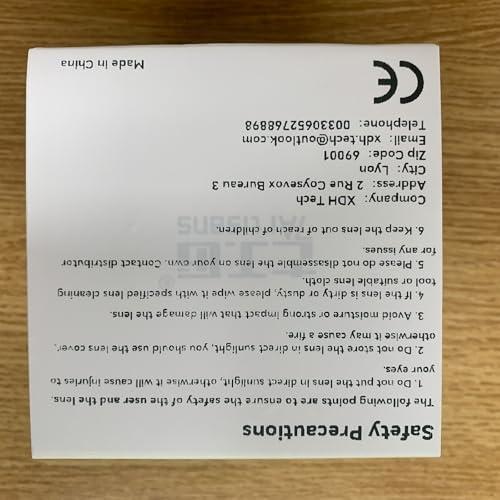 Safety Precautions
The following points are to ensure the safety of the user and the lens.
1. Do not put the lens in direct sunlight, otherwise it will cause injuries to
your eyes.
2. Do not store the lens in direct sunlight, you should use the lens cover,
otherwise it may cause a fire.
3. Avoid moisture or strong impact that will damage the lens.
4. If the lens is dirty or dusty, please wipe it with specified lens cleaning
tool or suitable lens cloth.
5. Please do not disassemble the lens on your own. Contact distributor
for any issues.
6. Keep the lens out of reach of children.
Company: XDH Tech
Address: 2 Rue Coysevox Bureau 3
City: Lyon
Zip Code: 69001
Email: xdh.tech@outlook.com
Telephone: 00330652768898
CE
Made in China